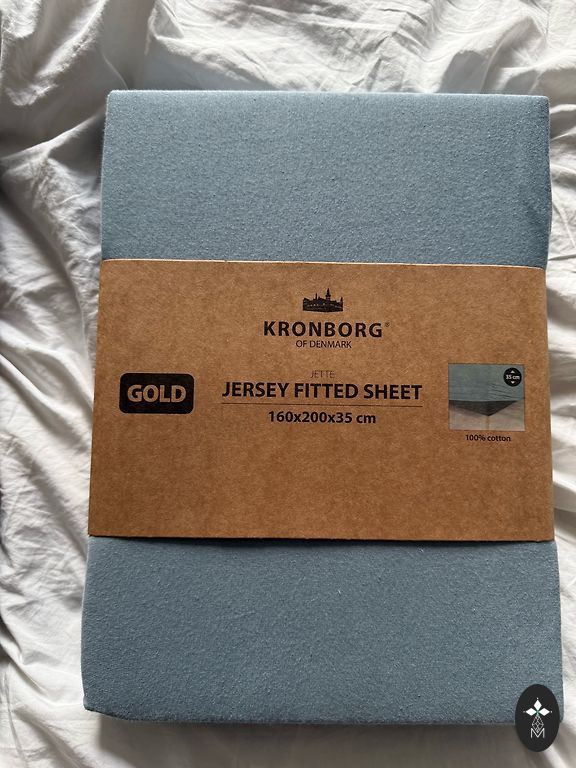 KRONBORG®
OF DENMARK
JETTE
GOLD
JERSEY FITTED SHEET
160x200x35 cm
35 cm
100% cotton
M